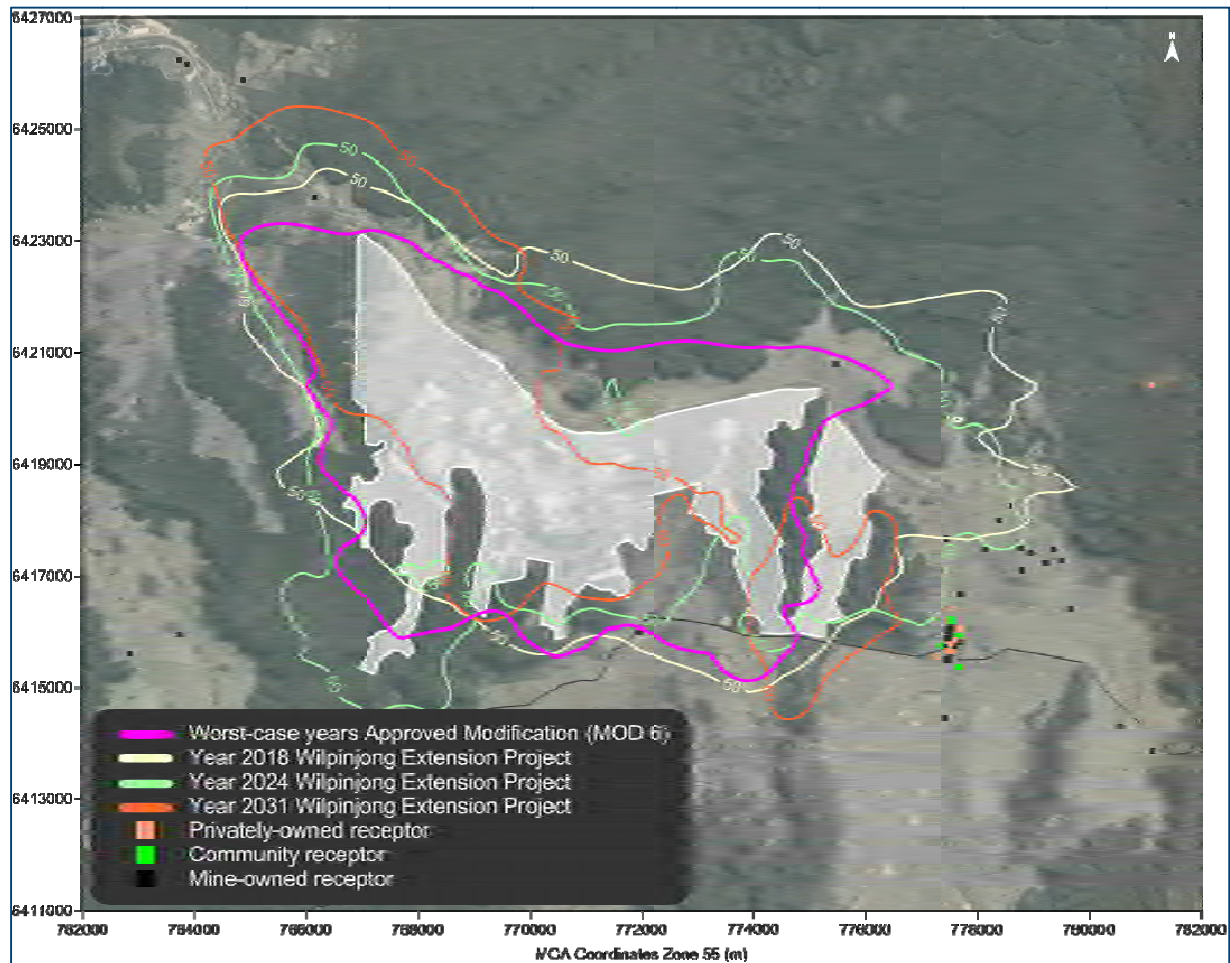 6427000
N
6425000
6423000
6421000
6419000
6417000
6415000
6413000
6411000
50
50
50
50
50
50
50
50
Worst-case years Approved Modification (MOD 6)
Year 2018 Wilpinjong Extension Project
Year 2024 Wilpinjong Extension Project
Year 2031 Wilpinjong Extension Project
Privately-owned receptor
Community receptor
Mine-owned receptor
762000 764000 766000 768000 770000 772000 774000 776000 778000 780000 782000
MGA Coordinates Zone 55 (m)